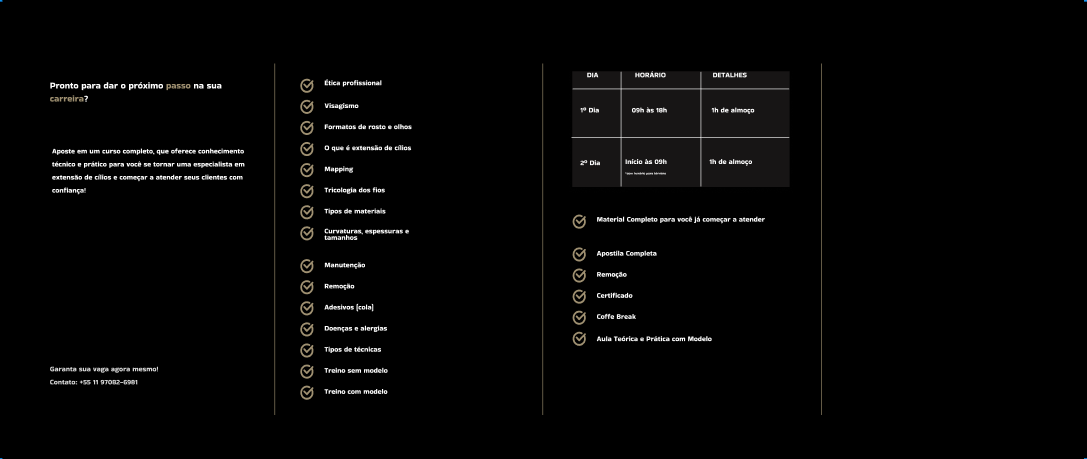 Pronto para dar o próximo passo na sua
carreira?
Aposte em um curso completo, que oferece conhecimento
técnico e prático para você se tornar uma especialista em
extensão de cílios e começar a atender seus clientes com
confiança!
Garanta sua vaga agora mesmo!
Contato: +55 11 97082-6981
Ética profissional
Visagismo
Formatos de rosto e olhos
O que é extensão de cílios
Mapping
Tricologia dos fios
Tipos de materiais
Curvaturas, espessuras e
tamanhos
Manutenção
Remoção
Adesivos [cola]
Doenças e alergias
Tipos de técnicas
Treino sem modelo
Treino com modelo
DIA HORÁRIO DETALHES
1º Dia 09h às 18h 1h de almoço
2º Dia Início às 09h 1h de almoço
Material Completo para você já começar a atender
Apostila Completa
Remoção
Certificado
Coffe Break
Aula Teórica e Prática com Modelo